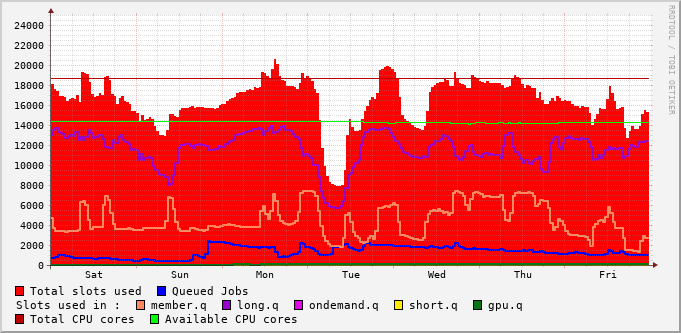 24000
22000
20000
18000
16000
14000
12000
10000
8000
6000
4000
2000
0
Sat Sun Mon Tue Wed Thu Fri
RRDTOOL / TOBI OETIKER
Total slots used Queued Jobs
Slots used in : member.q long.q ondemand.q short.q gpu.q
Total CPU cores Available CPU cores